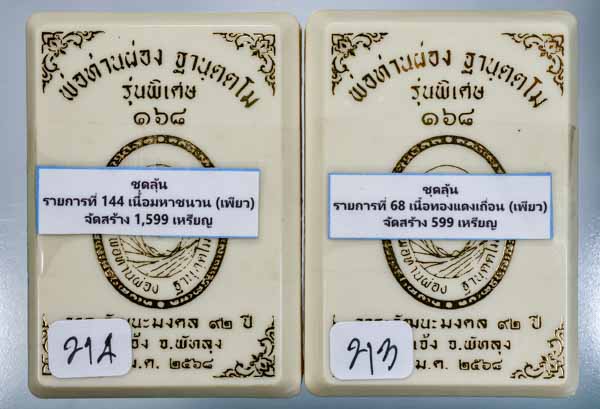 พ่อท่านผ่อง ฐานุตตโม
รุ่นพิเศษ
๑๖๘
ชุดลุ้น
รายการที่ 144 เนื้อมหาชนวน (เพียว)
จัดสร้าง 1,599 เหรียญ
พ่อท่านผ่อง ฐานุตตโม
มงคล ๙๒ ปี
อ.พัทลุง
ม.ค. ๒๕๖๘
214
พ่อท่านผ่อง ฐานุตตโม
รุ่นพิเศษ
๑๖๘
ชุดลุ้น
รายการที่ 68 เนื้อทองแดงเถื่อน (เพียว)
จัดสร้าง 599 เหรียญ
พ่อท่านผ่อง ฐานุตตโม
วัฒนะมงคล ๙๒ ปี
อ.พัทลุง
ม.ค. ๒๕๖๘
213